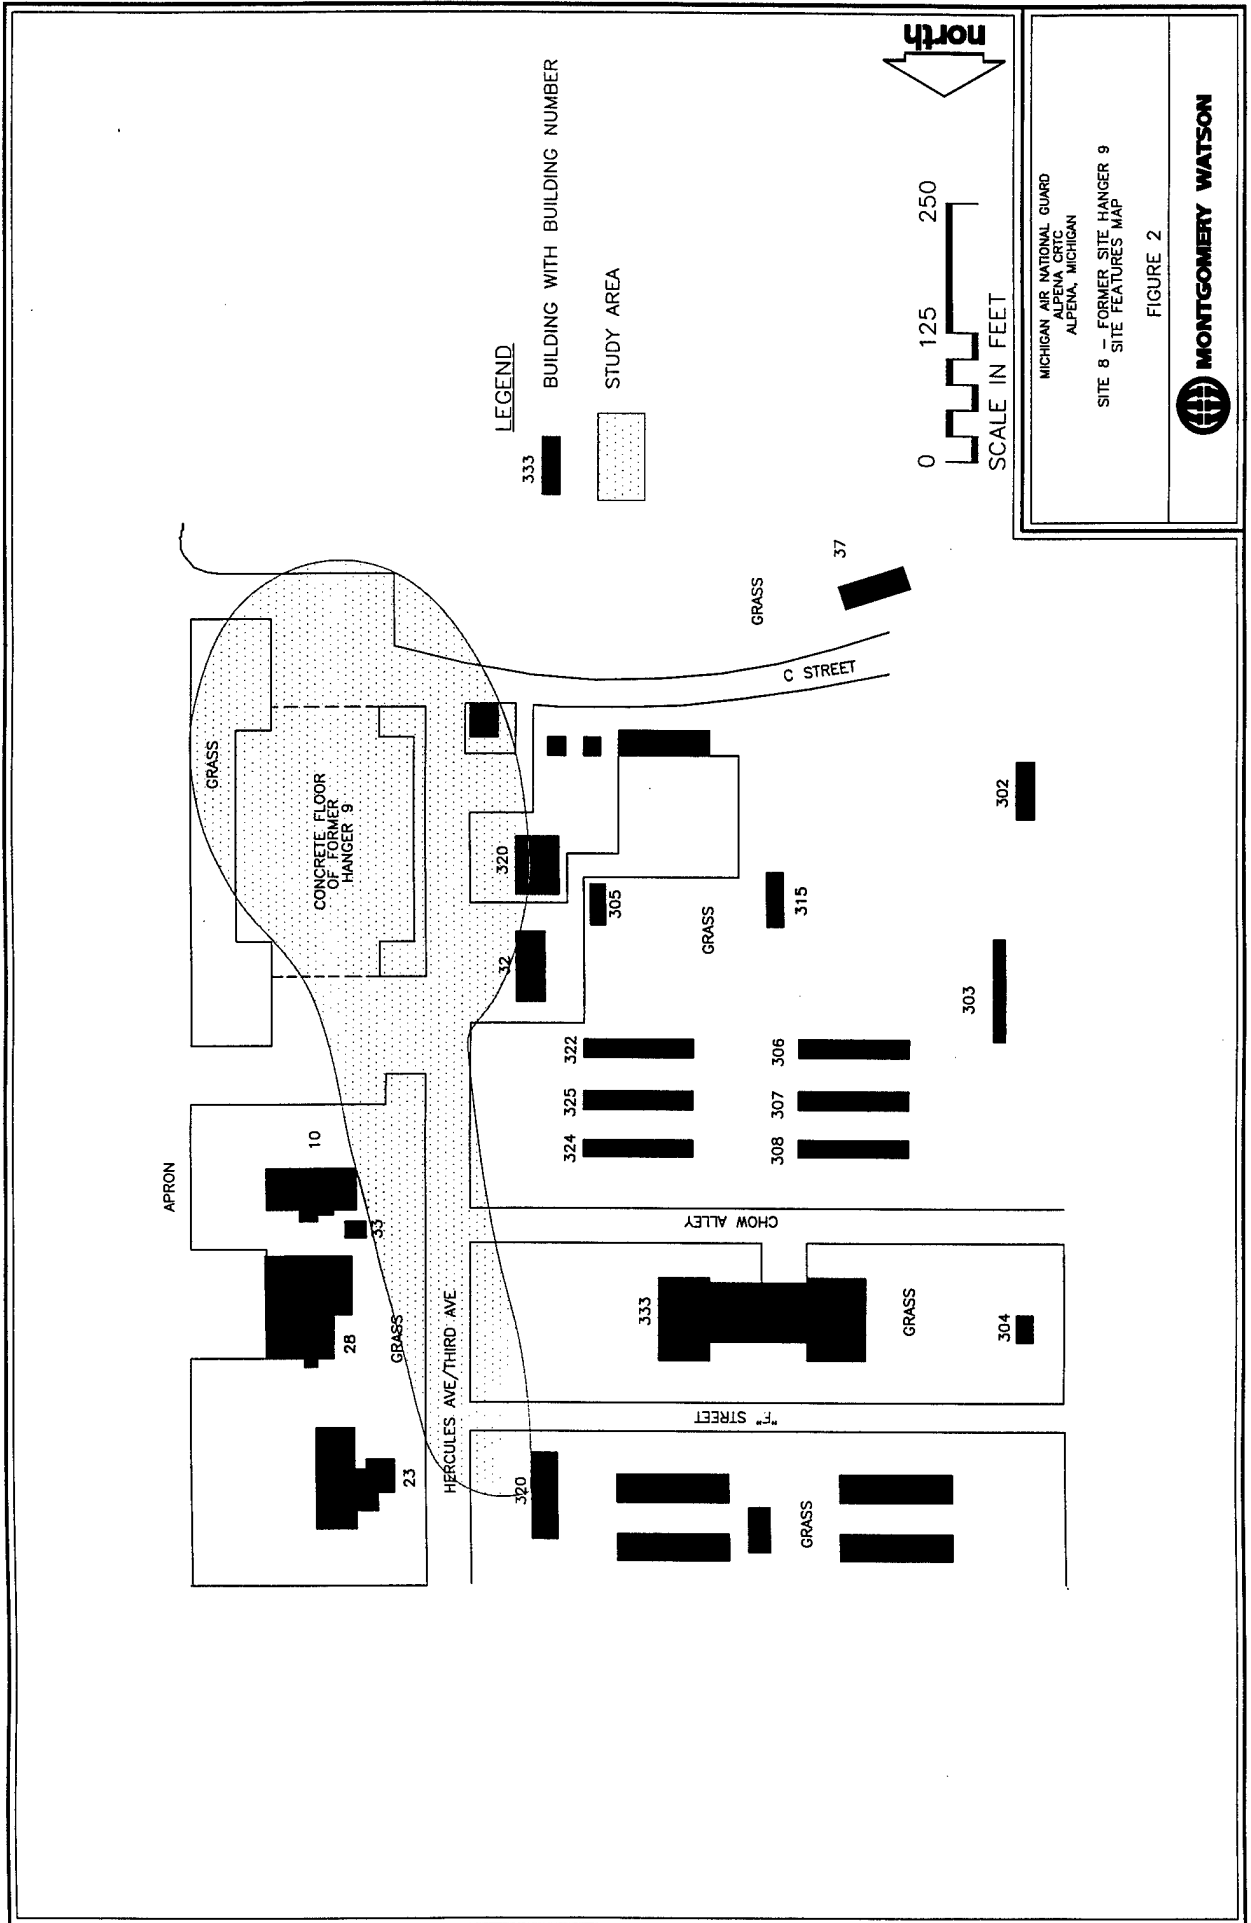 north
LEGEND
333
BUILDING WITH BUILDING NUMBER
STUDY AREA
0
125
250
SCALE IN FEET
APRON
GRASS
CONCRETE FLOOR
OF FORMER
HANGER 9
10
33
28
GRASS
23
HERCULES AVE/THIRD AVE
320
32
320
305
GRASS
315
C STREET
GRASS
37
302
303
322
325
324
306
307
308
CHOW ALLEY
333
GRASS
304
"F" STREET
GRASS
MICHIGAN AIR NATIONAL GUARD
ALPENA CRTC
ALPENA, MICHIGAN
SITE 8 – FORMER SITE HANGER 9
SITE FEATURES MAP
FIGURE 2
MONTGOMERY WATSON